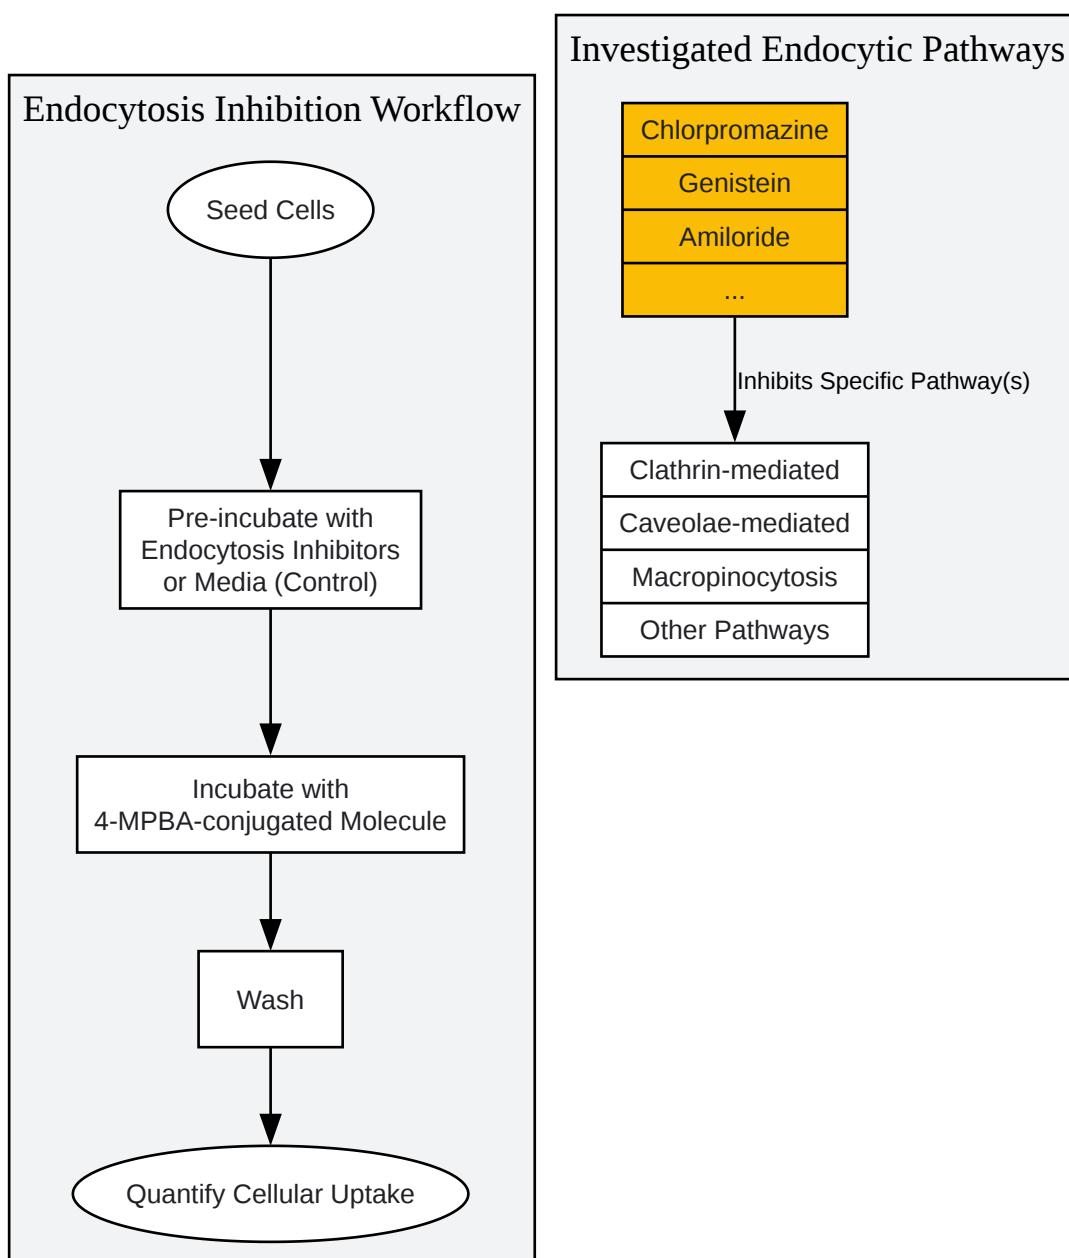 Endocytosis Inhibition Workflow
Seed Cells
Pre-incubate with
Endocytosis Inhibitors
or Media (Control)
Incubate with
4-MPBA-conjugated Molecule
Wash
Quantify Cellular Uptake
Investigated Endocytic Pathways
Chlorpromazine
Genistein
Amiloride
...
Inhibits Specific Pathway(s)
Clathrin-mediated
Caveolae-mediated
Macropinocytosis
Other Pathways